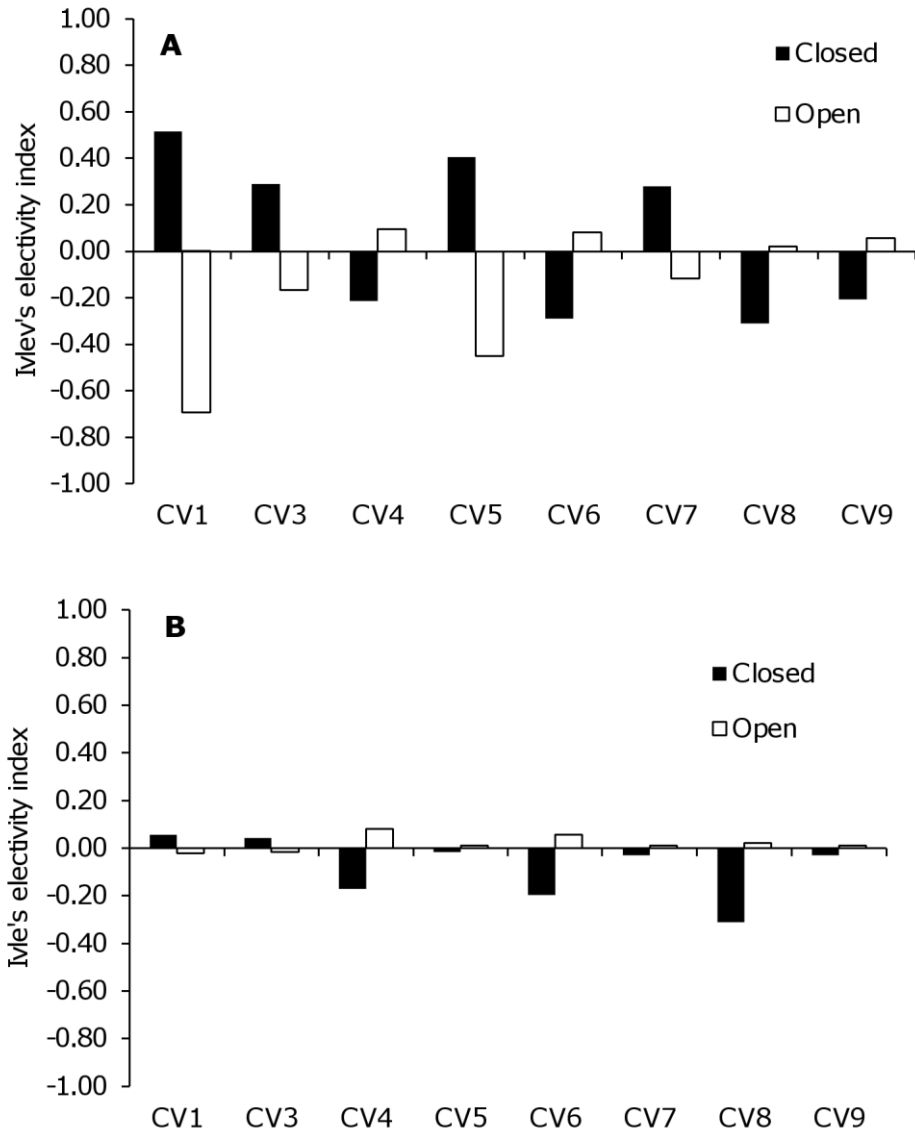 A
Closed
Open
Ivlev's electivity index
1.00
0.80
0.60
0.40
0.20
0.00
-0.20
-0.40
-0.60
-0.80
-1.00
CV1 CV3 CV4 CV5 CV6 CV7 CV8 CV9
B
Closed
Open
Ivle's electivity index
1.00
0.80
0.60
0.40
0.20
0.00
-0.20
-0.40
-0.60
-0.80
-1.00
CV1 CV3 CV4 CV5 CV6 CV7 CV8 CV9